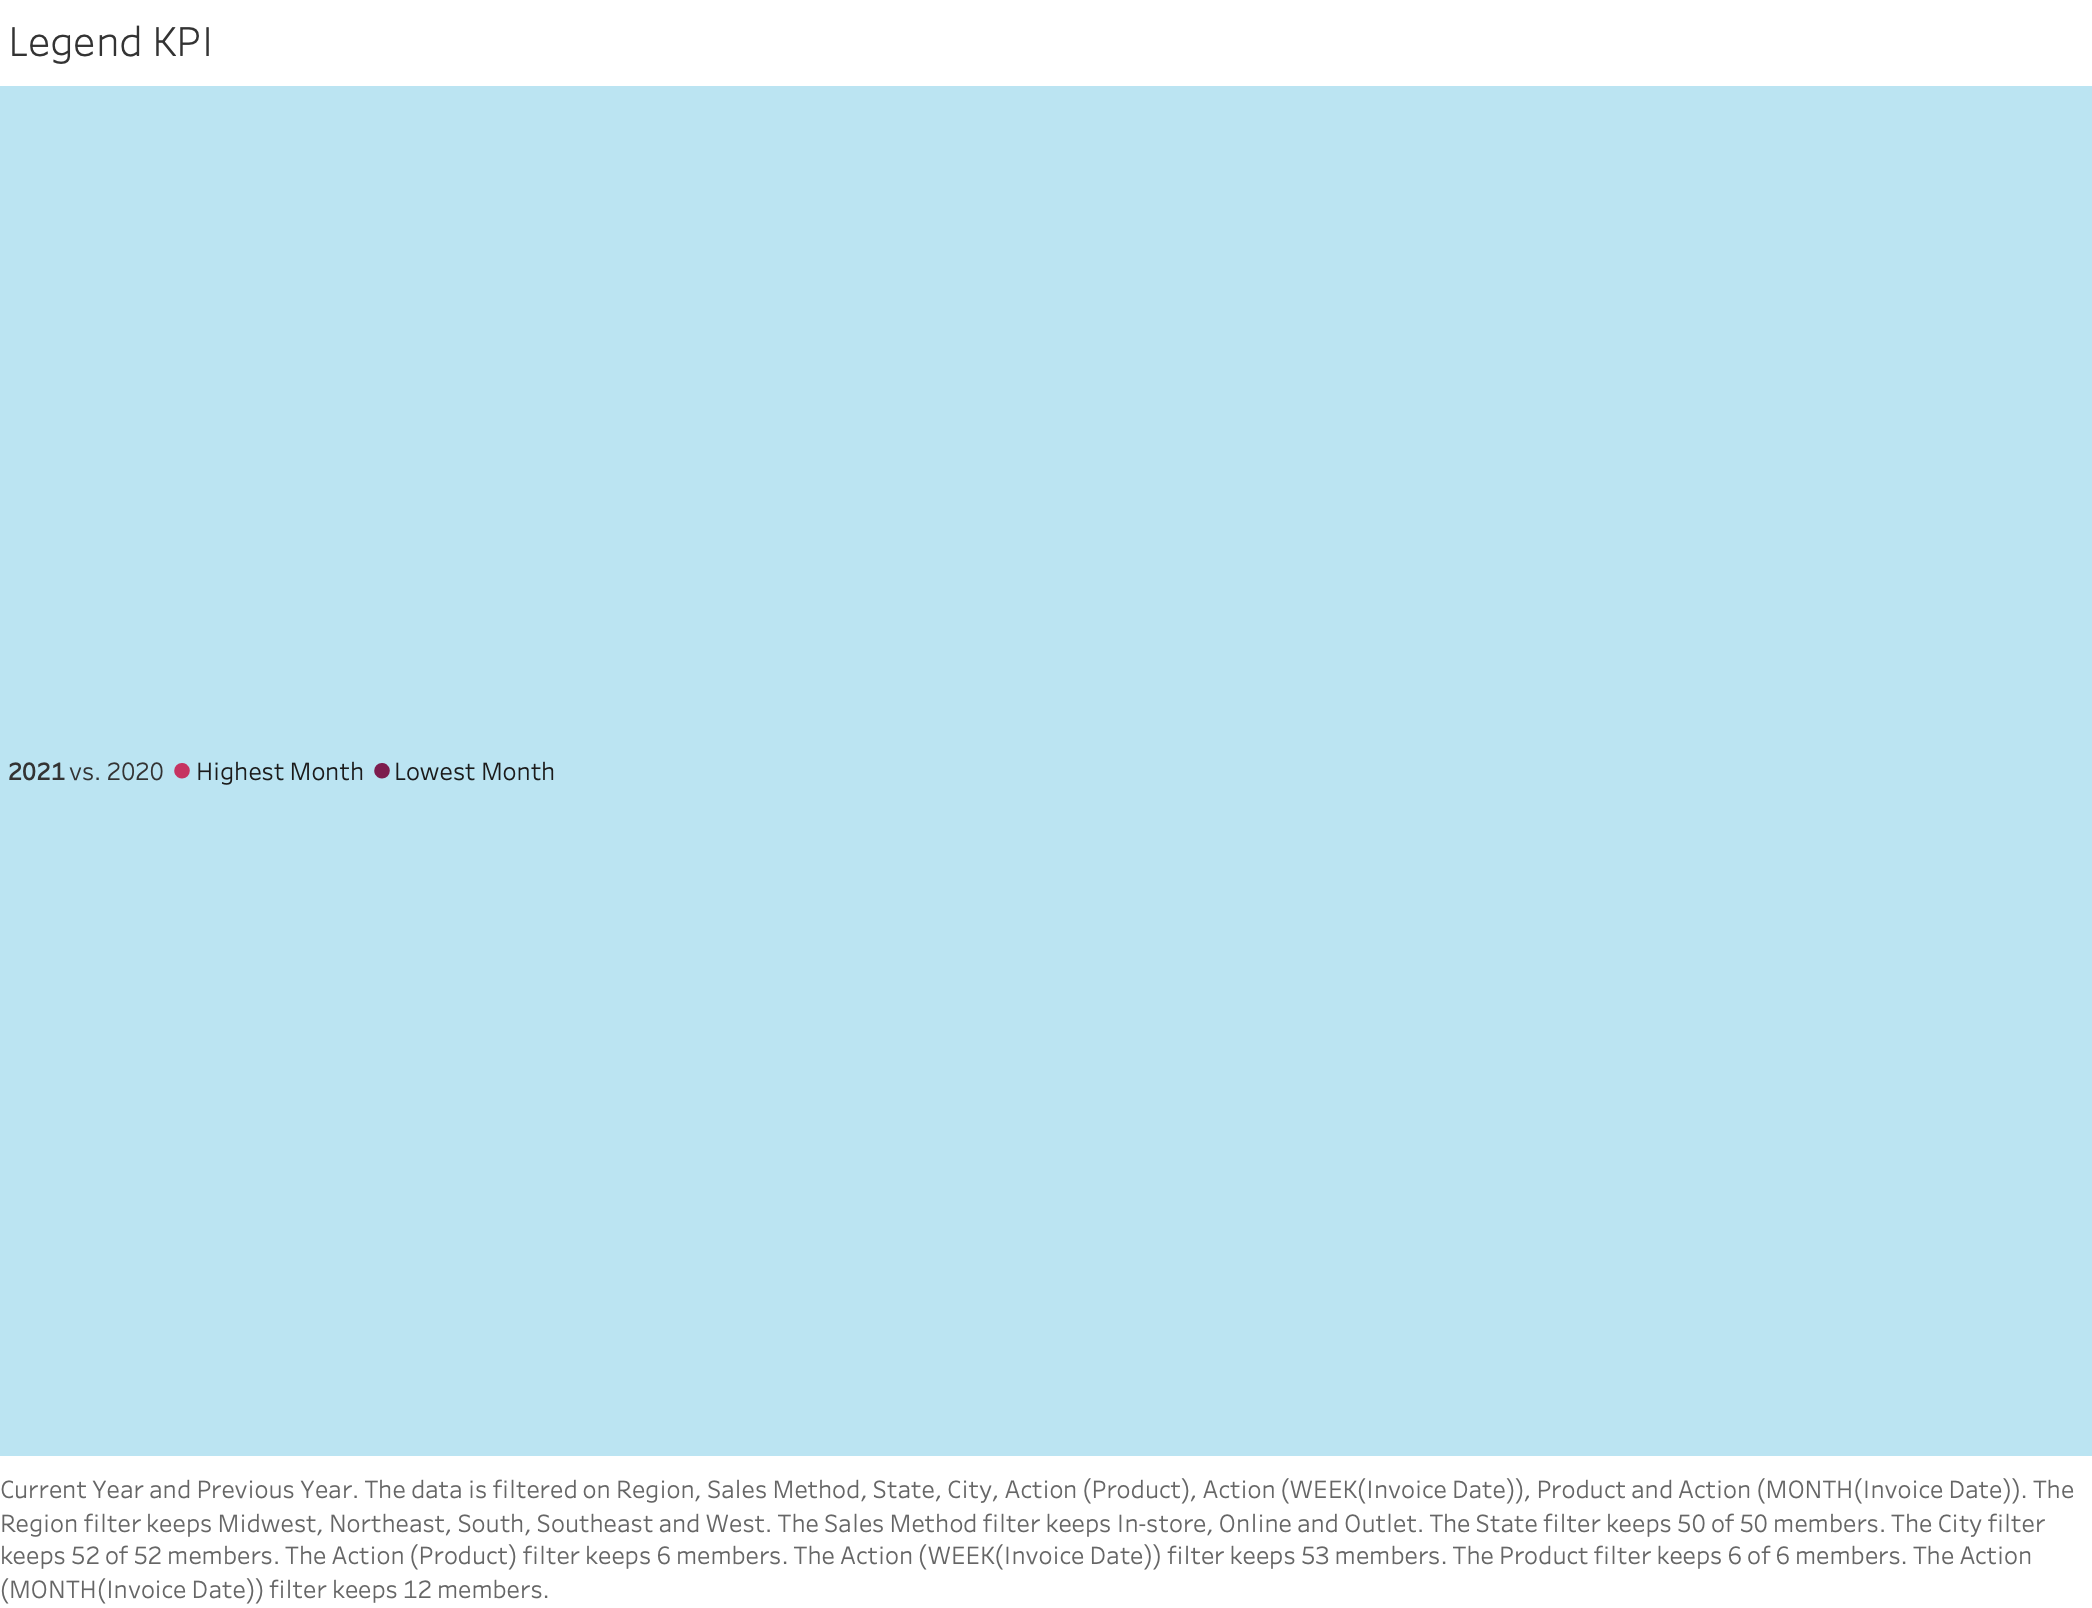 Legend KPI
2021 vs. 2020 ● Highest Month ● Lowest Month
Current Year and Previous Year. The data is filtered on Region, Sales Method, State, City, Action (Product), Action (WEEK(Invoice Date)), Product and Action (MONTH(Invoice Date)). The
Region filter keeps Midwest, Northeast, South, Southeast and West. The Sales Method filter keeps In-store, Online and Outlet. The State filter keeps 50 of 50 members. The City filter
keeps 52 of 52 members. The Action (Product) filter keeps 6 members. The Action (WEEK(Invoice Date)) filter keeps 53 members. The Product filter keeps 6 of 6 members. The Action
(MONTH(Invoice Date)) filter keeps 12 members.